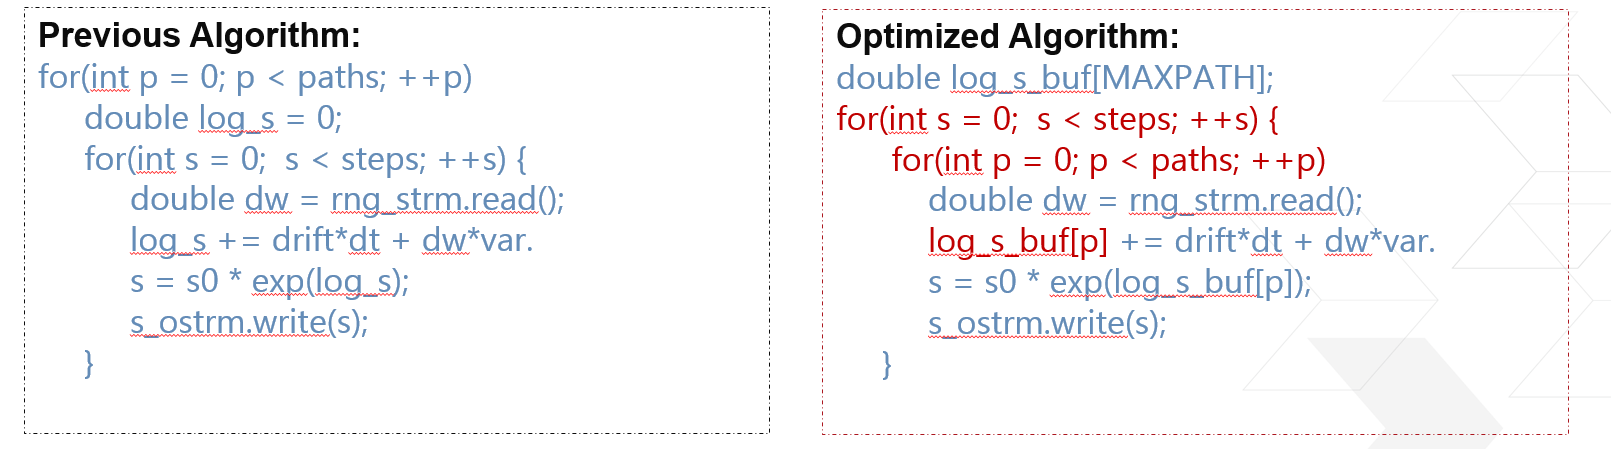 Previous Algorithm:
for(int p = 0; p < paths; ++p)
double log_s = 0;
for(int s = 0;  s < steps; ++s) {
double dw = rng_strm.read();
log_s += drift*dt + dw*var.
s = s0 * exp(log_s);
s_ostrm.write(s);
}
Optimized Algorithm:
double log_s_buf[MAXPATH];
for(int s = 0;  s < steps; ++s) {
for(int p = 0; p < paths; ++p)
double dw = rng_strm.read();
log_s_buf[p] += drift*dt + dw*var.
s = s0 * exp(log_s_buf[p]);
s_ostrm.write(s);
}